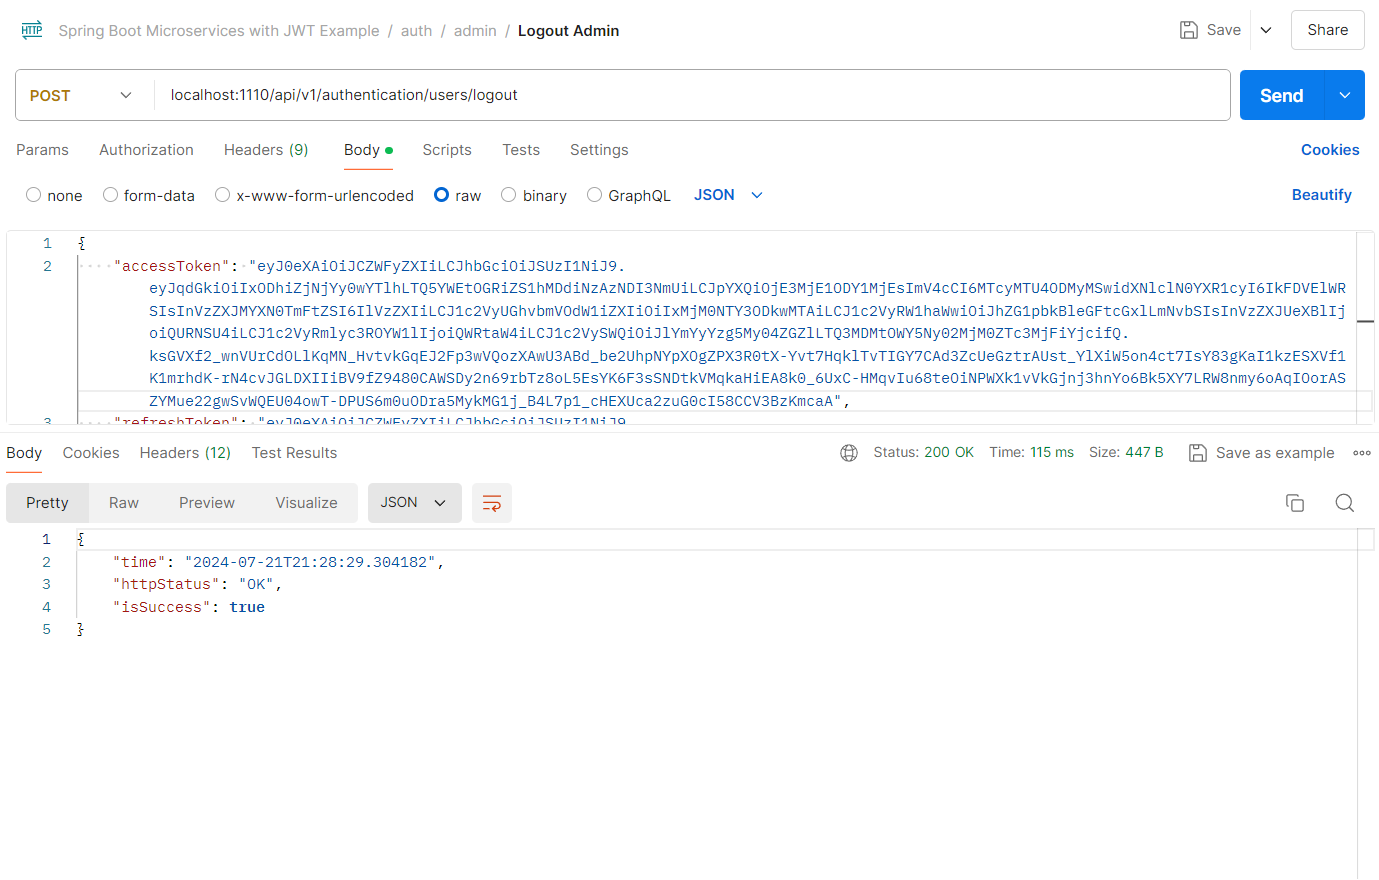 HTTP Spring Boot Microservices with JWT Example / auth / admin / Logout Admin Save Share
POST localhost:1110/api/v1/authentication/users/logout Send
Params Authorization Headers (9) Body Scripts Tests Settings Cookies
none form-data x-www-form-urlencoded raw binary GraphQL JSON Beautify
1 {
2 "accessToken": "eyJ0eXAiOiJCZWFyZXIiLCJhbGciOiJSUzI1NiJ9.
eyJqdGkiOiIxODhiZjNjYy0wYTlhLTQ5YWEtOGRiZS1hMDdiNzAzNDI3NmUiLCJpYXQiOjE3MjE1ODY1MjEsImV4cCI6MTcyMTU4ODMyMSwidXNlclN0YXR1cyI6IkFDVElWR
SIsInVzZXJMYXN0TmFtZSI6IlVzZXIiLCJ1c2VyUGhvbmVOdW1iZXIiOiIxMjM0NTY3ODkwMTAiLCJ1c2VyRW1haWwiOiJhZG1pbkBleGFtcGxlLmNvbSIsInVzZXJUeXBlIj
oiQURNSU4iLCJ1c2VyRmlyc3ROYW1lIjoiQWRtaW4iLCJ1c2VySWQiOiJlYmYyYzg5My04ZGZlLTQ3MDMtOWY5Ny02MjM0ZTc3MjFiYjcifQ.
ksGVXf2_wnVUrCdOLlKqMN_HvtvkGqEJ2Fp3wVQozXAwU3ABd_be2UhpNYpXOgZPX3R0tX-Yvt7HqklTvTIGY7CAd3ZcUeGztrAUst_YlXiW5on4ct7IsY83gKaI1kzESXVf1
K1mrhdK-rN4cvJGLDXIIiBV9fZ9480CAWSDy2n69rbTz8oL5EsYK6F3sSNDtkVMqkaHiEA8k0_6UxC-HMqvIu68teOiNPWXk1vVkGjnj3hnYo6Bk5XY7LRW8nmy6oAqIOorAS
ZYMue22gwSvWQEU04owT-DPUS6m0uODra5MykMG1j_B4L7p1_cHEXUca2zuG0cI58CCV3BzKmcaA",
3 "refreshToken": "eyJ0eXAiOiJCZWFyZXIiLCJhbGciOiJSUzI1NiJ9.
Body Cookies Headers (12) Test Results Status: 200 OK Time: 115 ms Size: 447 B Save as example
Pretty Raw Preview Visualize JSON
1 {
2 "time": "2024-07-21T21:28:29.304182",
3 "httpStatus": "OK",
4 "isSuccess": true
5 }